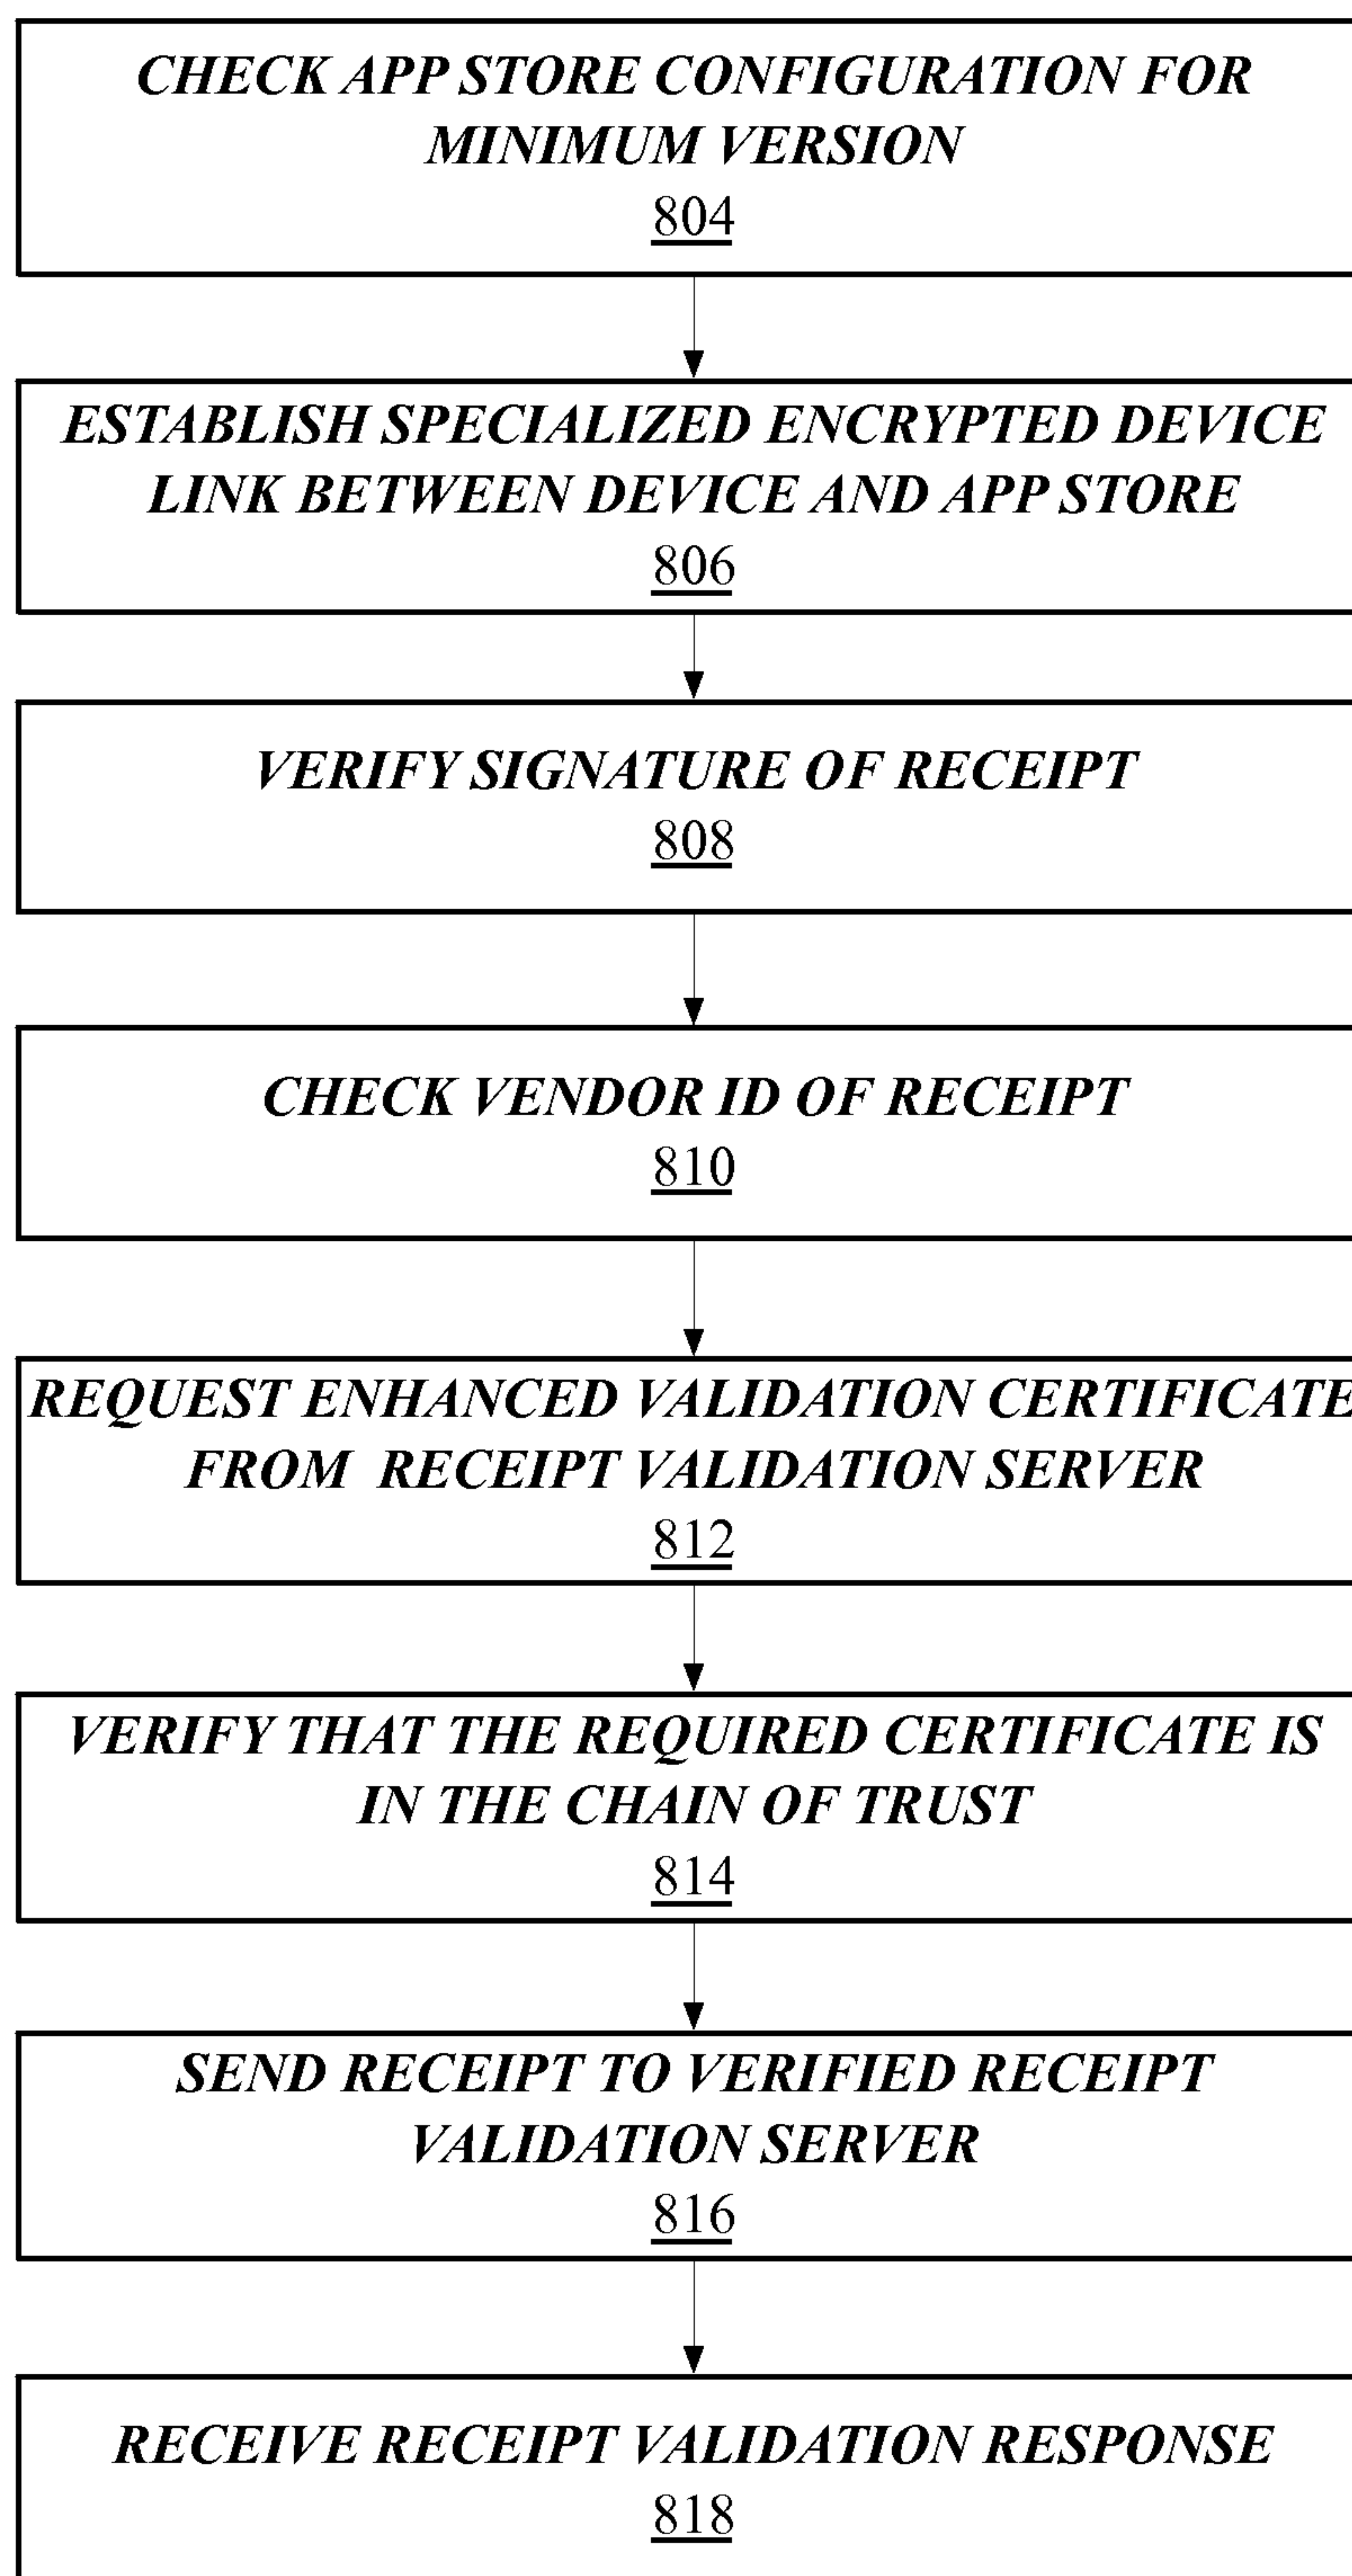 CHECK APP STORE CONFIGURATION FOR
MINIMUM VERSION
804
ESTABLISH SPECIALIZED ENCRYPTED DEVICE
LINK BETWEEN DEVICE AND APP STORE
806
VERIFY SIGNATURE OF RECEIPT
808
CHECK VENDOR ID OF RECEIPT
810
REQUEST ENHANCED VALIDATION CERTIFICATE
FROM RECEIPT VALIDATION SERVER
812
VERIFY THAT THE REQUIRED CERTIFICATE IS
IN THE CHAIN OF TRUST
814
SEND RECEIPT TO VERIFIED RECEIPT
VALIDATION SERVER
816
RECEIVE RECEIPT VALIDATION RESPONSE
818